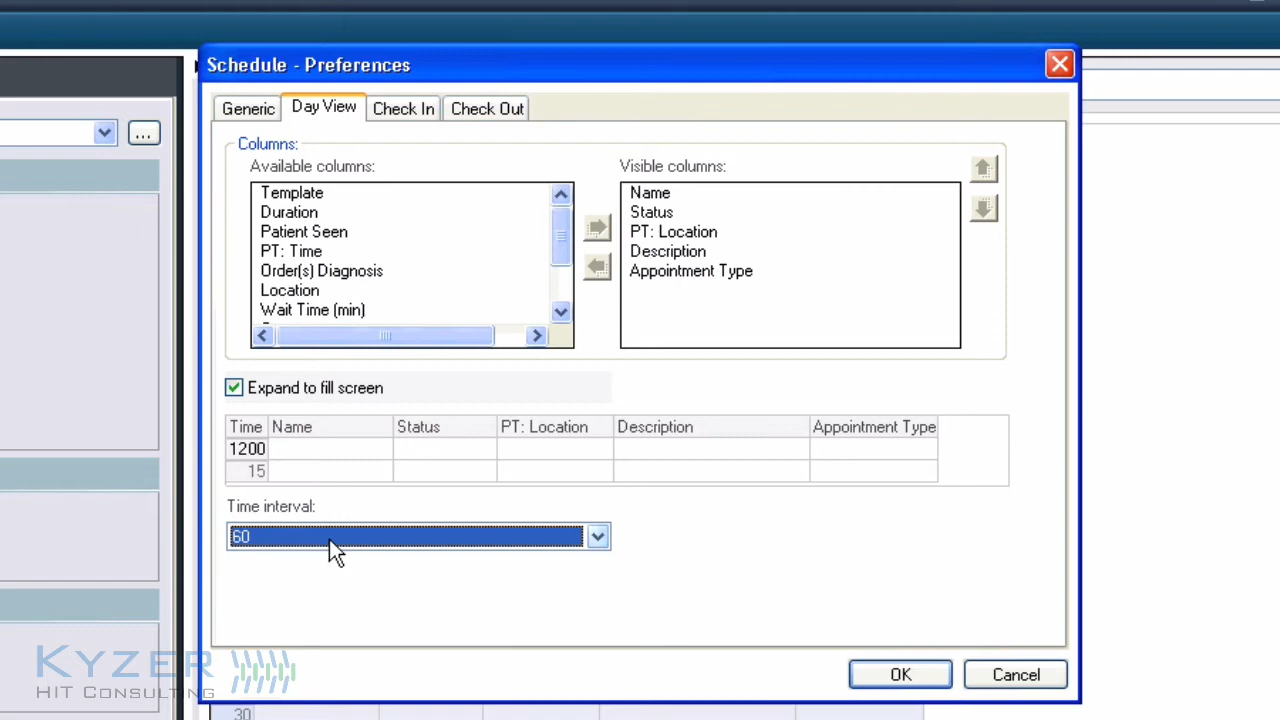 Schedule - Preferences
Generic Day View Check In Check Out
...
Columns:
Available columns: Visible columns:
Template
Duration
Patient Seen
PT: Time
Order(s) Diagnosis
Location
Wait Time (min)
Name
Status
PT: Location
Description
Appointment Type
Expand to fill screen
Time Name Status PT: Location Description Appointment Type
1200
15
Time interval:
60
OK Cancel
KYZER
HIT CONSULTING
30